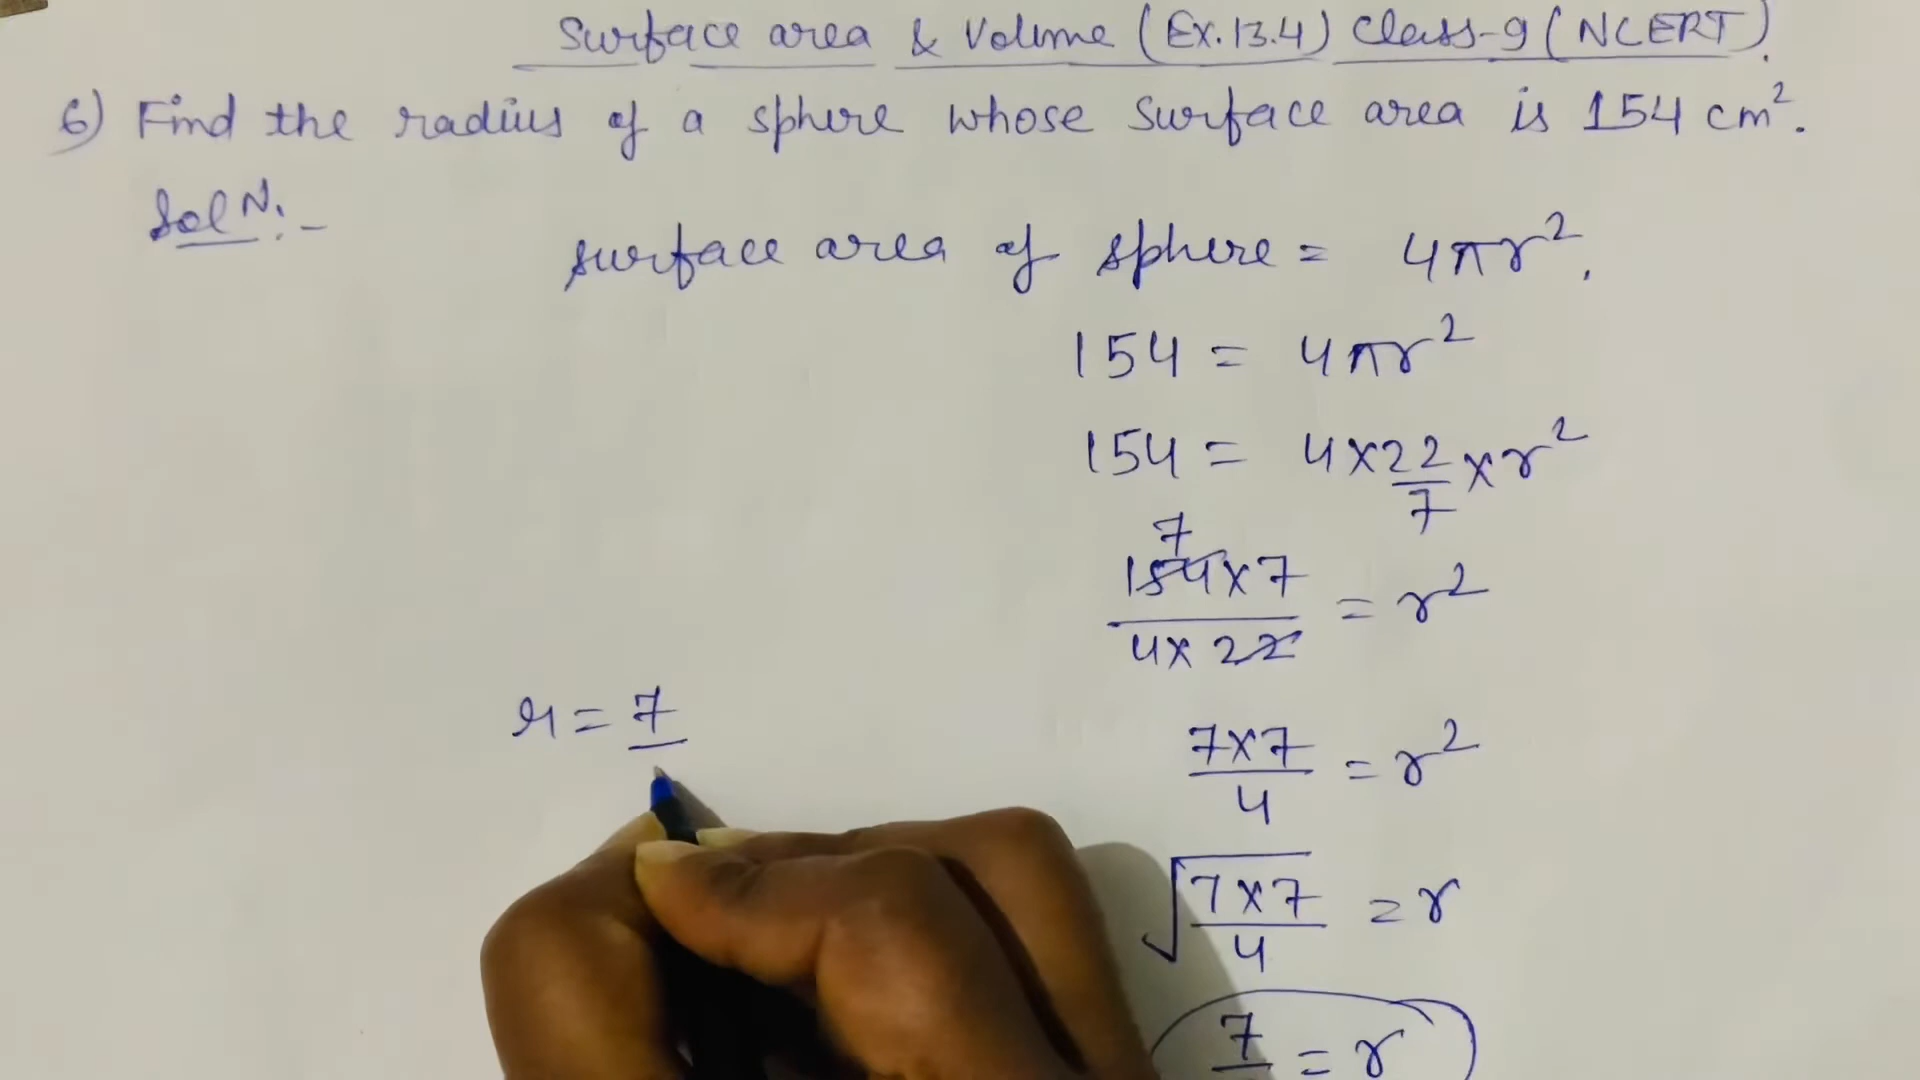 Surface area & Volume (Ex.13.4) Class-9 (NCERT).
6) Find the radius of a sphere whose surface area is 154 cm².
Sol N:-
surface area of sphere = 4πr².
154 = 4πr²
154 = 4×22/7×r²
7
154×7/4×22 = r²
7×7/4 = r²
√7×7/4 = r
7/ = r
r = 7/